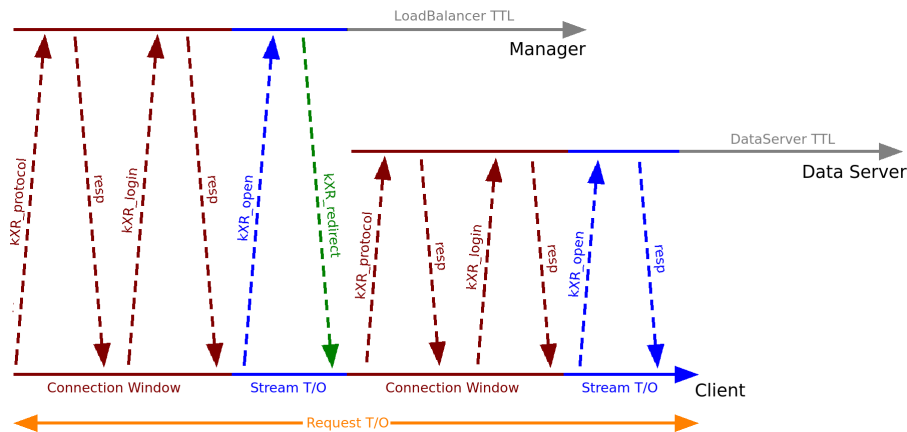 LoadBalancer TTL
Manager
DataServer TTL
Data Server
kXR_protocol
resp
kXR_login
resp
kXR_open
kXR_redirect
kXR_protocol
resp
kXR_login
resp
kXR_open
resp
Connection Window
Stream T/O
Connection Window
Stream T/O
Client
Request T/O